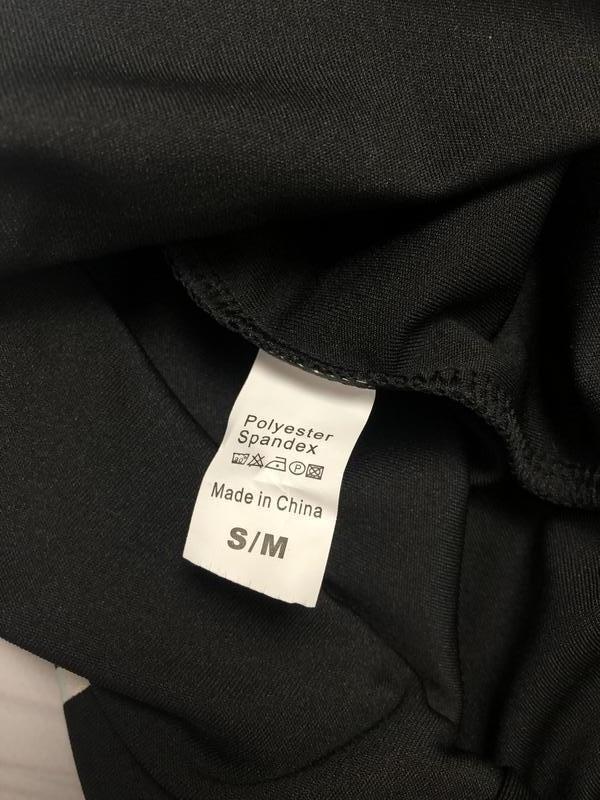 Polyester
Spandex
P
Made in China
S/M